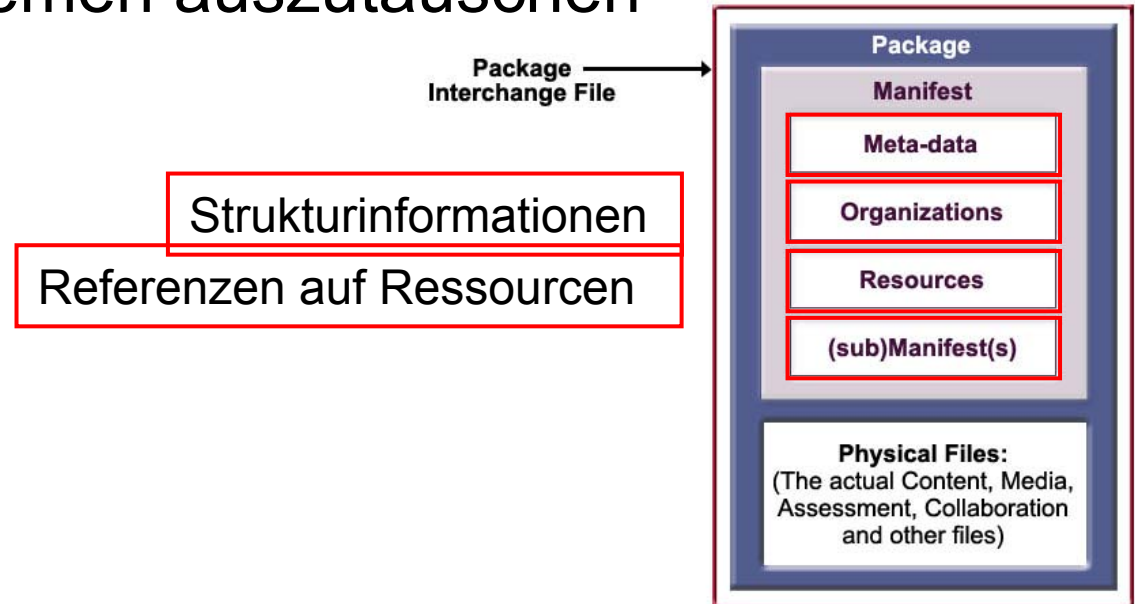 auszutauschen
Package
Interchange File
Package
Manifest
Meta-data
Strukturinformationen
Organizations
Referenzen auf Ressourcen
Resources
(sub)Manifest(s)
Physical Files:
(The actual Content, Media,
Assessment, Collaboration
and other files)